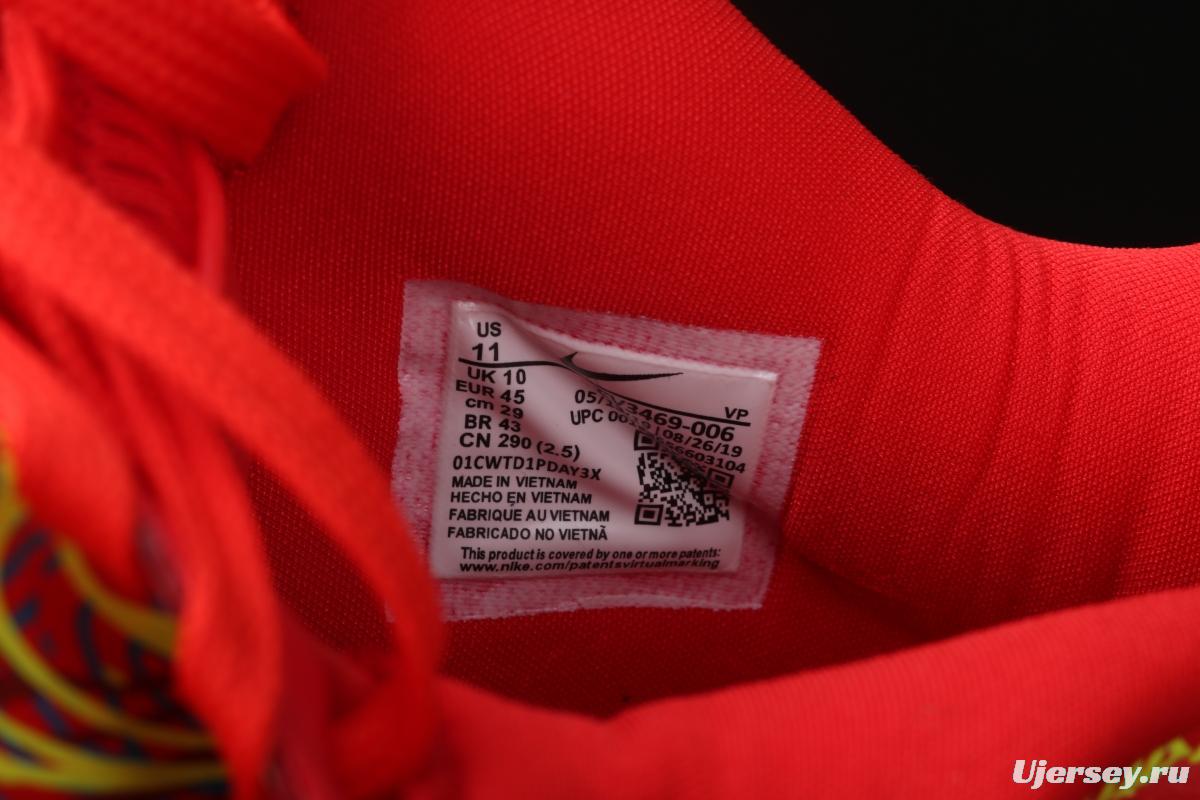 US
11
UK 10
EUR 45
cm 29
BR 43
CN 290 (2.5)
01CWTD1PDAY3X
MADE IN VIETNAM
HECHO EN VIETNAM
FABRIQUE AU VIETNAM
FABRICADO NO VIETNÃ
VP
3469-006
08/26/19
UPC
6603104
This product is covered by one or more patents:
www.nike.com/patentsvirtualmarking
Ujersey.ru